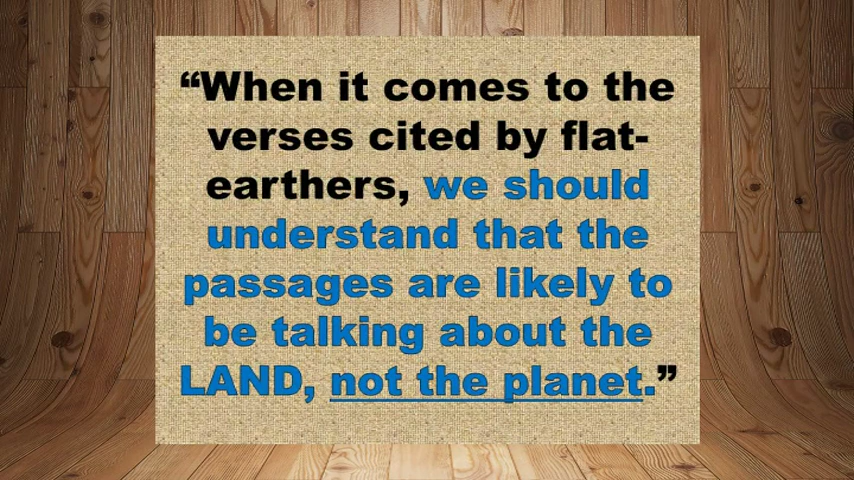 “When it comes to the
verses cited by flat-
earthers, we should
understand that the
passages are likely to
be talking about the
LAND, not the planet.”